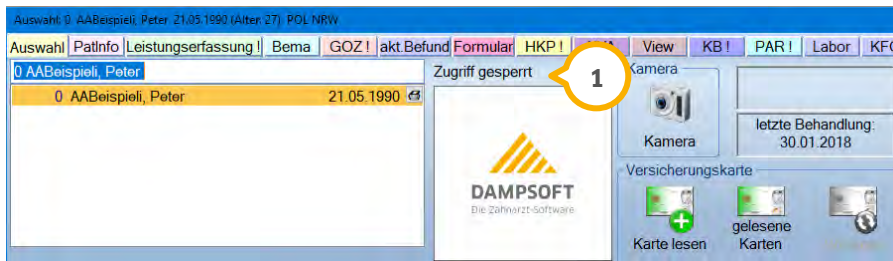 Auswahl: 0 AABeispieli, Peter 21.05.1990 (Alter: 27) POL NRW
Auswahl PatInfo Leistungserfassung ! Bema GOZ ! akt.Befund Formular HKP ! View KB ! PAR ! Labor KFO
0 AABeispieli, Peter
0 AABeispieli, Peter 21.05.1990
Zugriff gesperrt
1
DAMPSOFT
Die Zahnarzt-Software
Kamera
Kamera
letzte Behandlung:
30.01.2018
Versicherungskarte
Karte lesen
gelesene
Karten